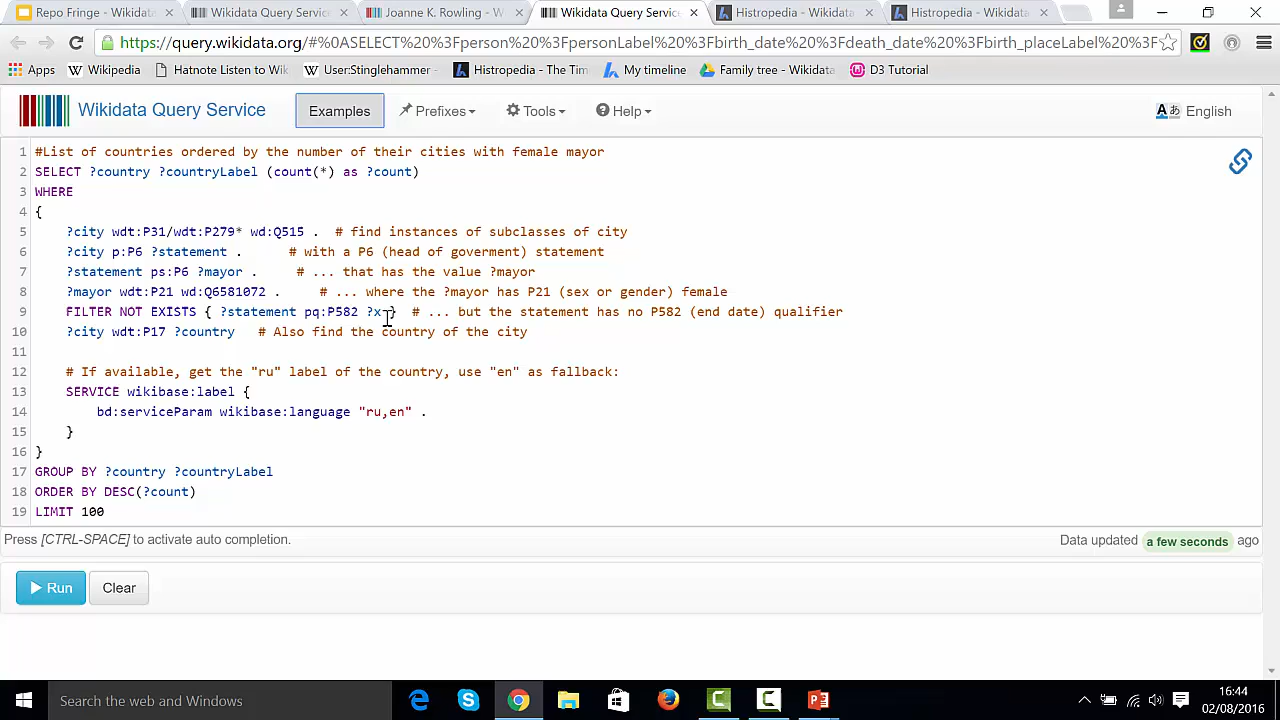 Repo Fringe - Wikidata
Wikidata Query Servic
Joanne K. Rowling - W
Wikidata Query Service
Histropedia - Wikidata
Histropedia - Wikidata
https://query.wikidata.org/#%0ASELECT%20%3Fperson%20%3FpersonLabel%20%3Fbirth_date%20%3Fdeath_date%20%3Fbirth_placeLabel%20%3F
Apps
Wikipedia
Hatnote Listen to Wik
User:Stinglehammer -
Histropedia - The Tim
My timeline
Family tree - Wikidata
D3 Tutorial
Wikidata Query Service
Examples
Prefixes
Tools
Help
English
1 #List of countries ordered by the number of their cities with female mayor
2 SELECT ?country ?countryLabel (count(*) as ?count)
3 WHERE
4 {
5 ?city wdt:P31/wdt:P279* wd:Q515 . # find instances of subclasses of city
6 ?city p:P6 ?statement . # with a P6 (head of goverment) statement
7 ?statement ps:P6 ?mayor . # ... that has the value ?mayor
8 ?mayor wdt:P21 wd:Q6581072 . # ... where the ?mayor has P21 (sex or gender) female
9 FILTER NOT EXISTS { ?statement pq:P582 ?x } # ... but the statement has no P582 (end date) qualifier
10 ?city wdt:P17 ?country # Also find the country of the city
11
12 # If available, get the "ru" label of the country, use "en" as fallback:
13 SERVICE wikibase:label {
14 bd:serviceParam wikibase:language "ru,en" .
15 }
16 }
17 GROUP BY ?country ?countryLabel
18 ORDER BY DESC(?count)
19 LIMIT 100
Press [CTRL-SPACE] to activate auto completion.
Data updated a few seconds ago
Run
Clear
Search the web and Windows
16:44
02/08/2016